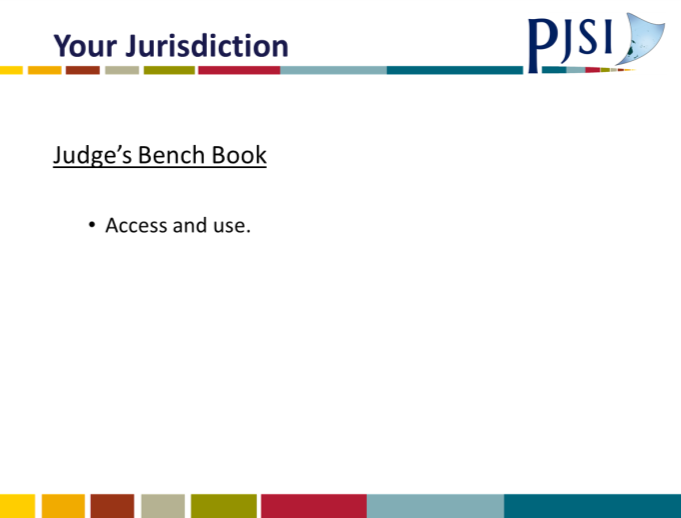 Your Jurisdiction
PJSI
Judge’s Bench Book
• Access and use.